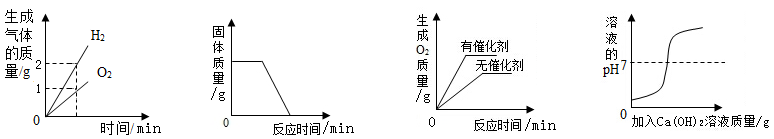 生成
气体
的质
量/g
H₂
O₂
2
1
0
时间/min
固
体
质
量
/g
0
反应时间/min
生
成
O₂
质
量
/g
有催化剂
无催化剂
0
反应时间/min
溶
液
的
pH
7
0
加入Ca(OH)₂溶液质量/g